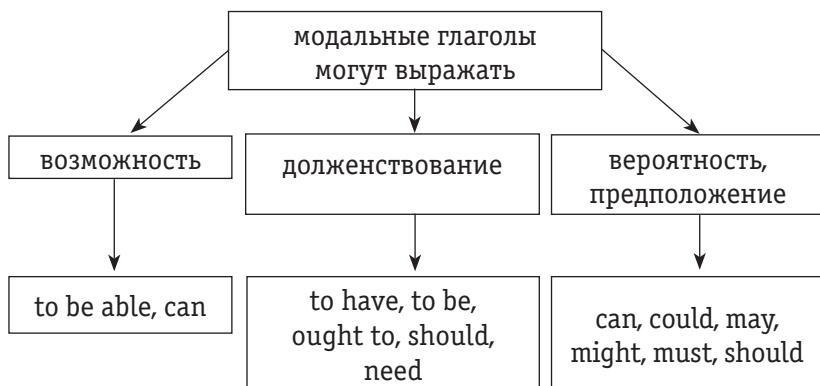 модальные глаголы
могут выражать
возможность
долженствование
вероятность,
предположение
to be able, can
to have, to be,
ought to, should,
need
can, could, may,
might, must, should